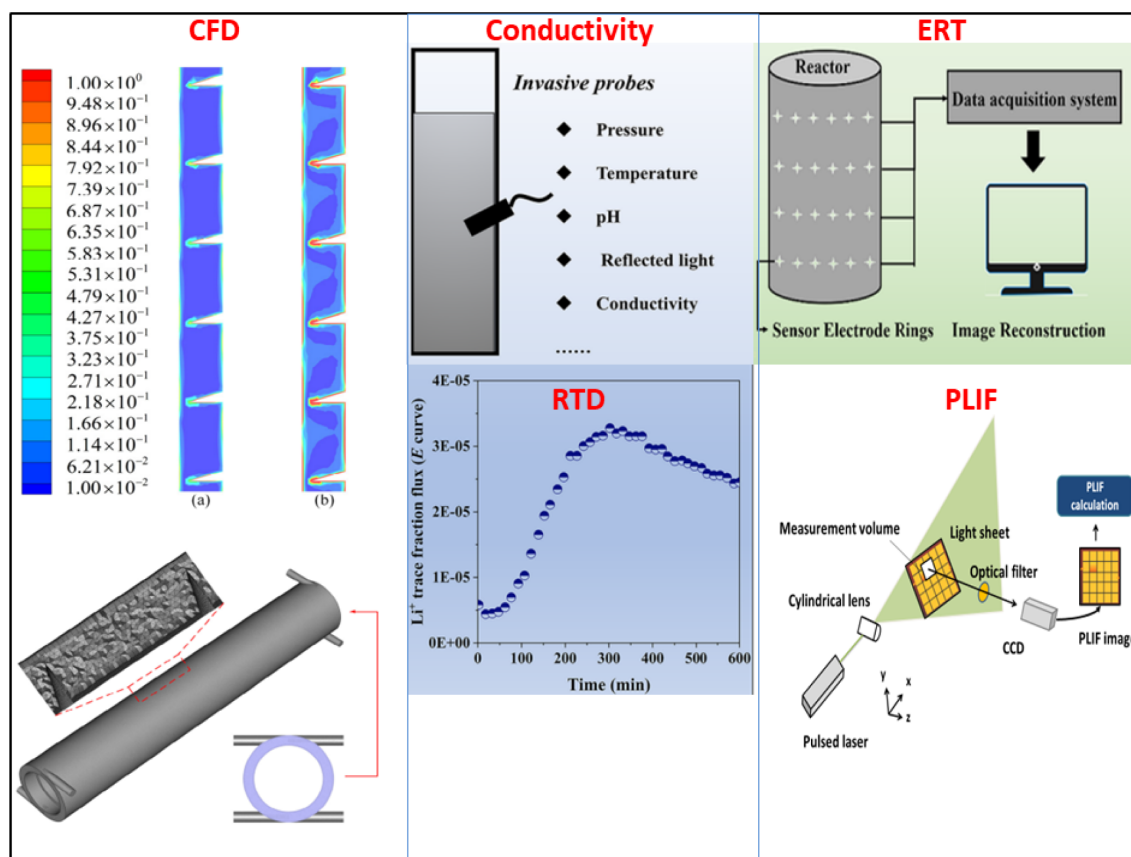 CFD
1.00×10⁰
9.48×10⁻¹
8.96×10⁻¹
8.44×10⁻¹
7.92×10⁻¹
7.39×10⁻¹
6.87×10⁻¹
6.35×10⁻¹
5.83×10⁻¹
5.31×10⁻¹
4.79×10⁻¹
4.27×10⁻¹
3.75×10⁻¹
3.23×10⁻¹
2.71×10⁻¹
2.18×10⁻¹
1.66×10⁻¹
1.14×10⁻¹
6.21×10⁻²
1.00×10⁻²
(a)
(b)
Conductivity
Invasive probes
◆ Pressure
◆ Temperature
◆ pH
◆ Reflected light
◆ Conductivity
......
ERT
Reactor
Data acquisition system
Sensor Electrode Rings
Image Reconstruction
RTD
Li⁺ trace fraction flux (E curve)
4E-05
3E-05
2E-05
1E-05
0E+00
0 100 200 300 400 500 600
Time (min)
PLIF
PLIF
calculation
Measurement volume
Light sheet
Optical filter
Cylindrical lens
CCD
PLIF image
y
x
z
Pulsed laser